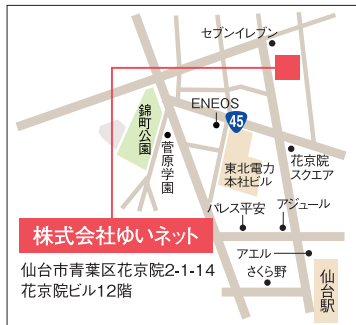 セブンイレブン
ENEOS
45
錦町公園
菅原学園
東北電力
本社ビル
花京院
スクエア
パレス平安
アジュール
株式会社ゆいネット
アエル
さくら野
仙台市青葉区花京院2-1-14
花京院ビル12階
仙台駅